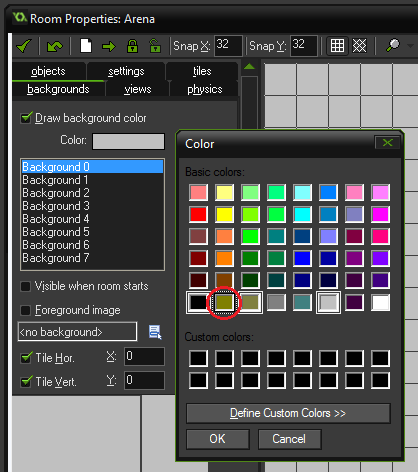 Room Properties: Arena
Snap X: 32 Snap Y: 32
objects settings tiles
backgrounds views physics
Draw background color
Color:
Background 0
Background 1
Background 2
Background 3
Background 4
Background 5
Background 6
Background 7
Visible when room starts
Foreground image
<no background>
Tile Hor. X: 0
Tile Vert. Y: 0
Color
Basic colors:
Custom colors:
Define Custom Colors >>
OK Cancel